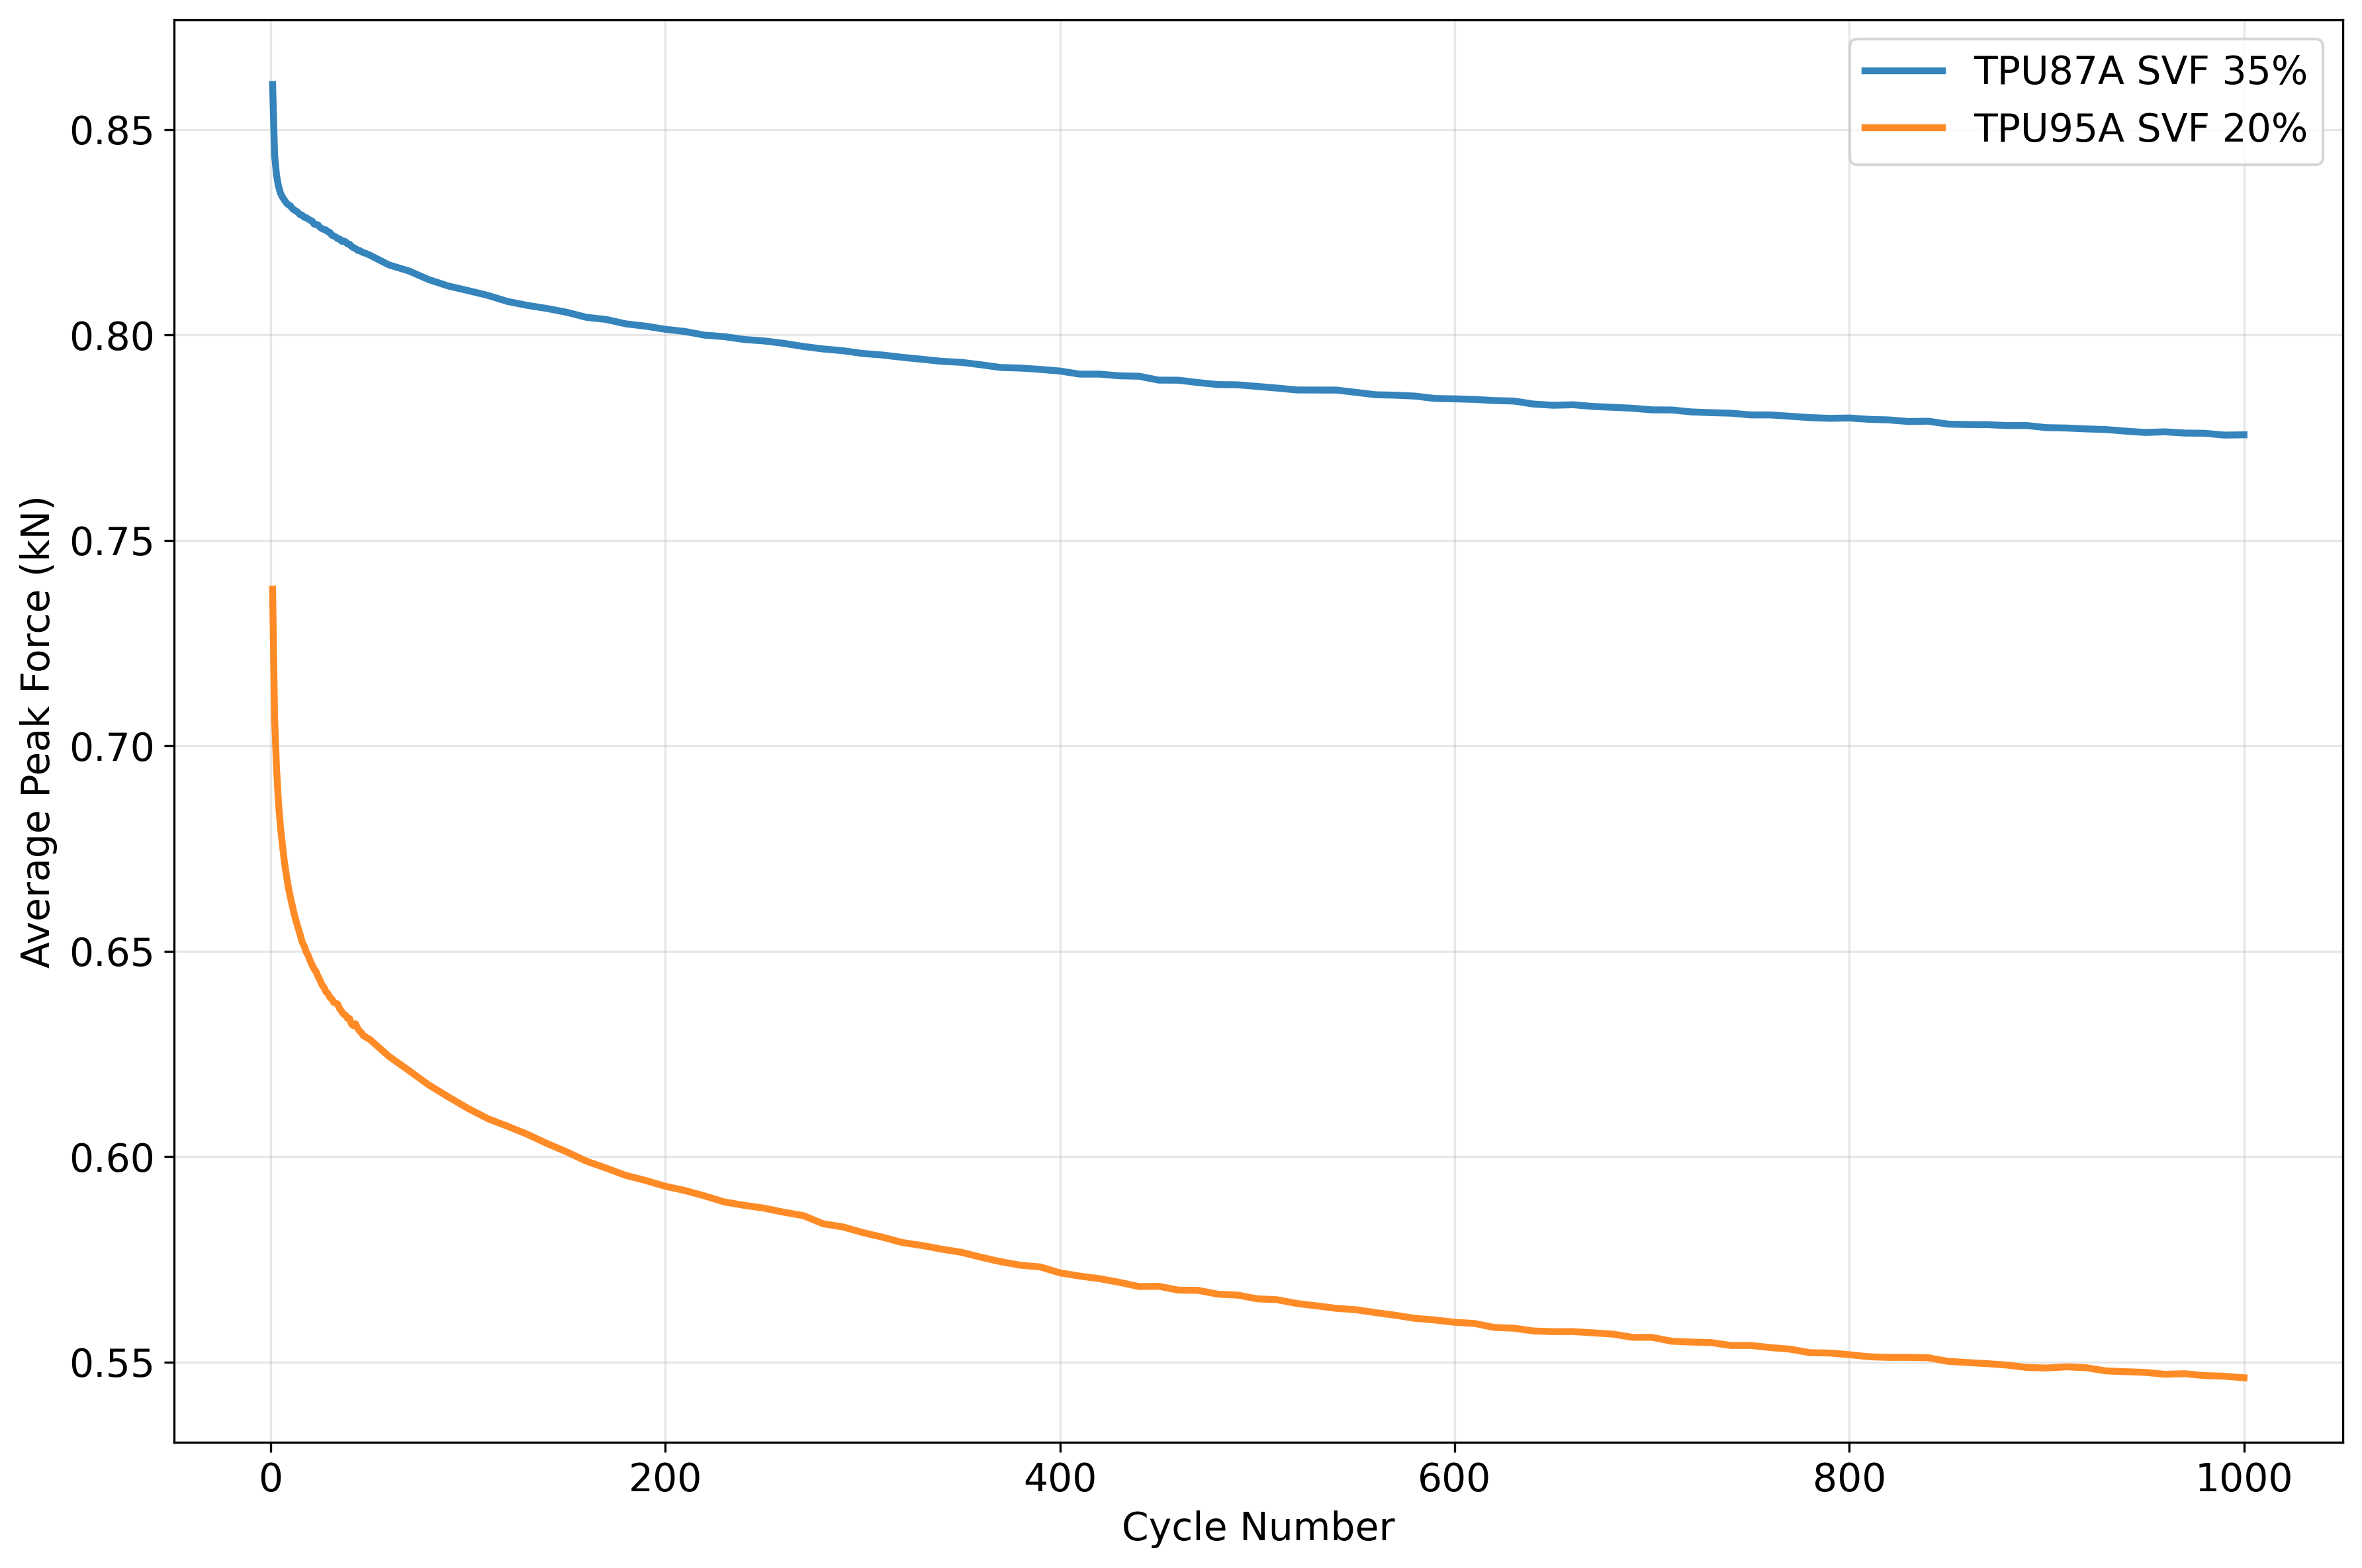 TPU87A SVF 35%
TPU95A SVF 20%
0.85
0.80
0.75
0.70
0.65
0.60
0.55
Average Peak Force (kN)
0 200 400 600 800 1000
Cycle Number